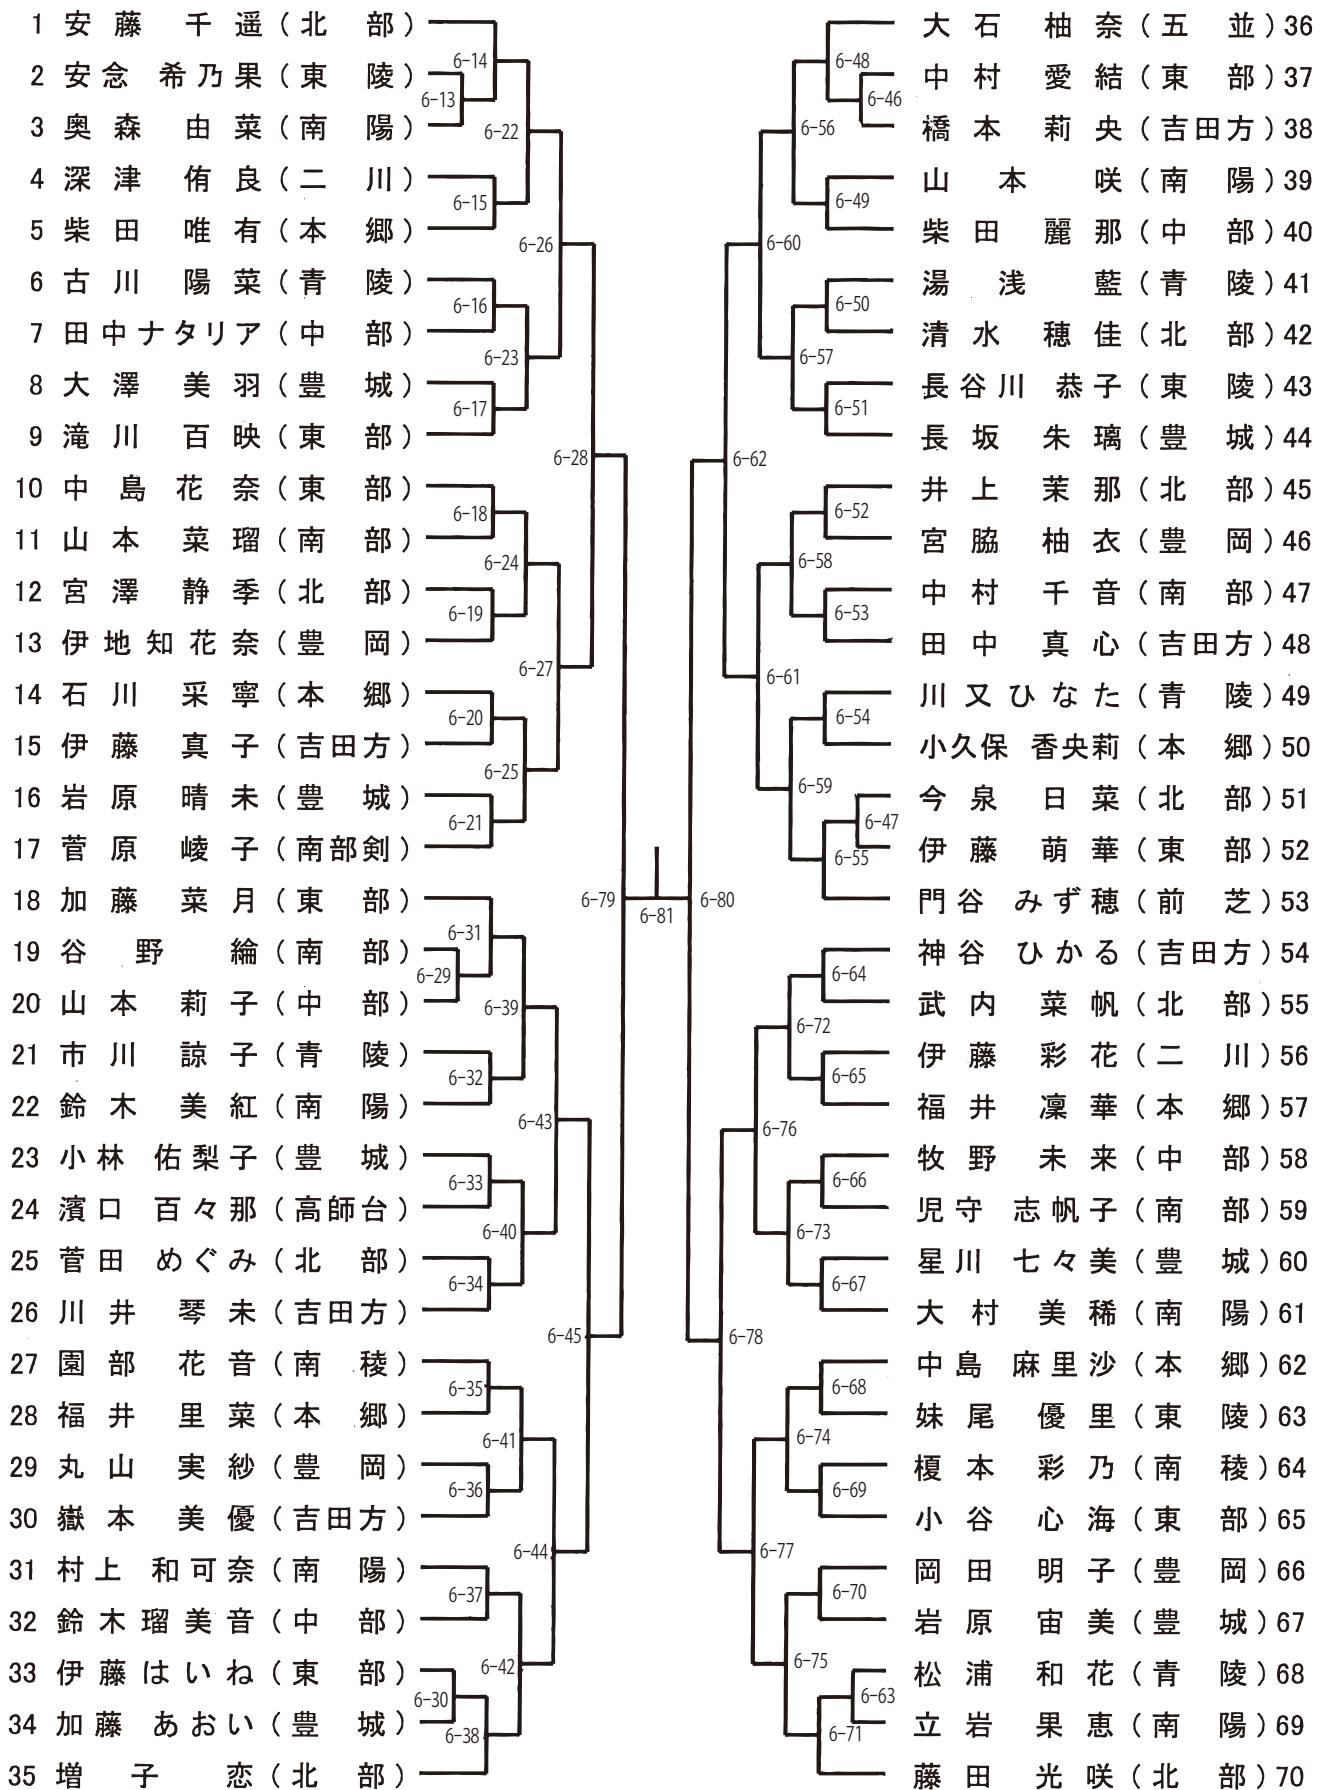 1 安藤 千遥(北部)
2 安念 希乃果(東陵)
3 奥森 由菜(南陽)
4 深津 侑良(二川)
5 柴田 唯有(本郷)
6 古川 陽菜(青陵)
7 田中ナタリア(中部)
8 大澤 美羽(豊城)
9 滝川 百映(東部)
10 中島花奈(東部)
11 山本 菜瑠(南部)
12 宮澤 静季(北部)
13 伊地知花奈(豊岡)
14 石川 采寧(本郷)
15 伊藤 真子(吉田方)
16 岩原 晴未(豊城)
17 菅原 崚子(南部剣)
18 加藤 菜月(東部)
19 谷野 綸(南部)
20 山本 莉子(中部)
21 市川 諒子(青陵)
22 鈴木 美紅(南陽)
23 小林 佑梨子(豊城)
24 濱口 百々那(高師台)
25 菅田 めぐみ(北部)
26 川井 琴未(吉田方)
27 園部 花音(南稜)
28 福井 里菜(本郷)
29 丸山 実紗(豊岡)
30 嶽本 美優(吉田方)
31 村上 和可奈(南陽)
32 鈴木瑠美音(中部)
33 伊藤はいね(東部)
34 加藤 あおい(豊城)
35 増子 恋(北部)
6-13
6-14
6-15
6-16
6-17
6-18
6-19
6-20
6-21
6-22
6-23
6-24
6-25
6-26
6-27
6-28
6-29
6-30
6-31
6-32
6-33
6-34
6-35
6-36
6-37
6-38
6-39
6-40
6-41
6-42
6-43
6-44
6-45
6-79
6-81
6-80
6-46
6-47
6-48
6-49
6-50
6-51
6-52
6-53
6-54
6-55
6-56
6-57
6-58
6-59
6-60
6-61
6-62
6-63
6-64
6-65
6-66
6-67
6-68
6-69
6-70
6-71
6-72
6-73
6-74
6-75
6-76
6-77
6-78
大石 柚奈(五並)36
中村 愛結(東部)37
橋本 莉央(吉田方)38
山本 咲(南陽)39
柴田 麗那(中部)40
湯浅 藍(青陵)41
清水 穂佳(北部)42
長谷川 恭子(東陵)43
長坂 朱璃(豊城)44
井上 茉那(北部)45
宮脇 柚衣(豊岡)46
中村 千音(南部)47
田中 真心(吉田方)48
川又ひなた(青陵)49
小久保 香央莉(本郷)50
今泉 日菜(北部)51
伊藤 萌華(東部)52
門谷 みず穂(前芝)53
神谷 ひかる(吉田方)54
武内 菜帆(北部)55
伊藤 彩花(二川)56
福井 凜華(本郷)57
牧野 未来(中部)58
児守 志帆子(南部)59
星川 七々美(豊城)60
大村 美稀(南陽)61
中島 麻里沙(本郷)62
妹尾 優里(東陵)63
榎本 彩乃(南稜)64
小谷 心海(東部)65
岡田 明子(豊岡)66
岩原 宙美(豊城)67
松浦 和花(青陵)68
立岩 果恵(南陽)69
藤田 光咲(北部)70